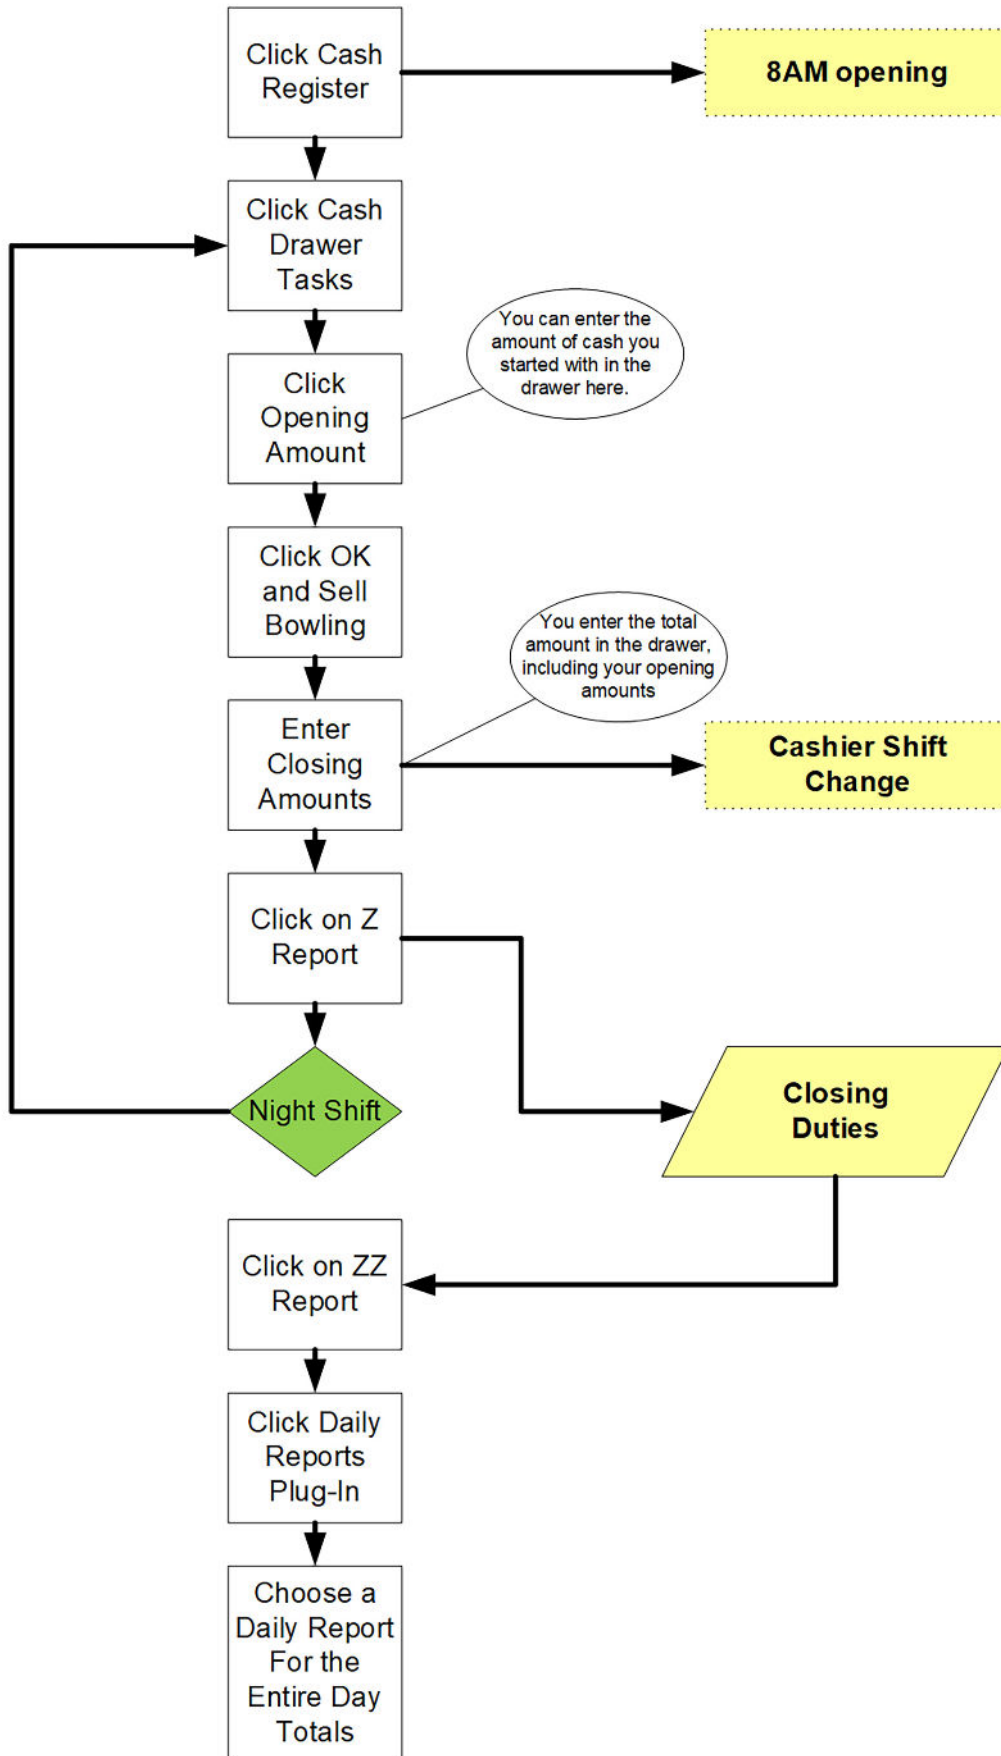 Click Cash
Register
8AM opening
Click Cash
Drawer
Tasks
You can enter the
amount of cash you
started with in the
drawer here.
Click
Opening
Amount
Click OK
and Sell
Bowling
You enter the total
amount in the drawer,
including your opening
amounts
Enter
Closing
Amounts
Cashier Shift
Change
Click on Z
Report
Night Shift
Closing
Duties
Click on ZZ
Report
Click Daily
Reports
Plug-In
Choose a
Daily Report
For the
Entire Day
Totals